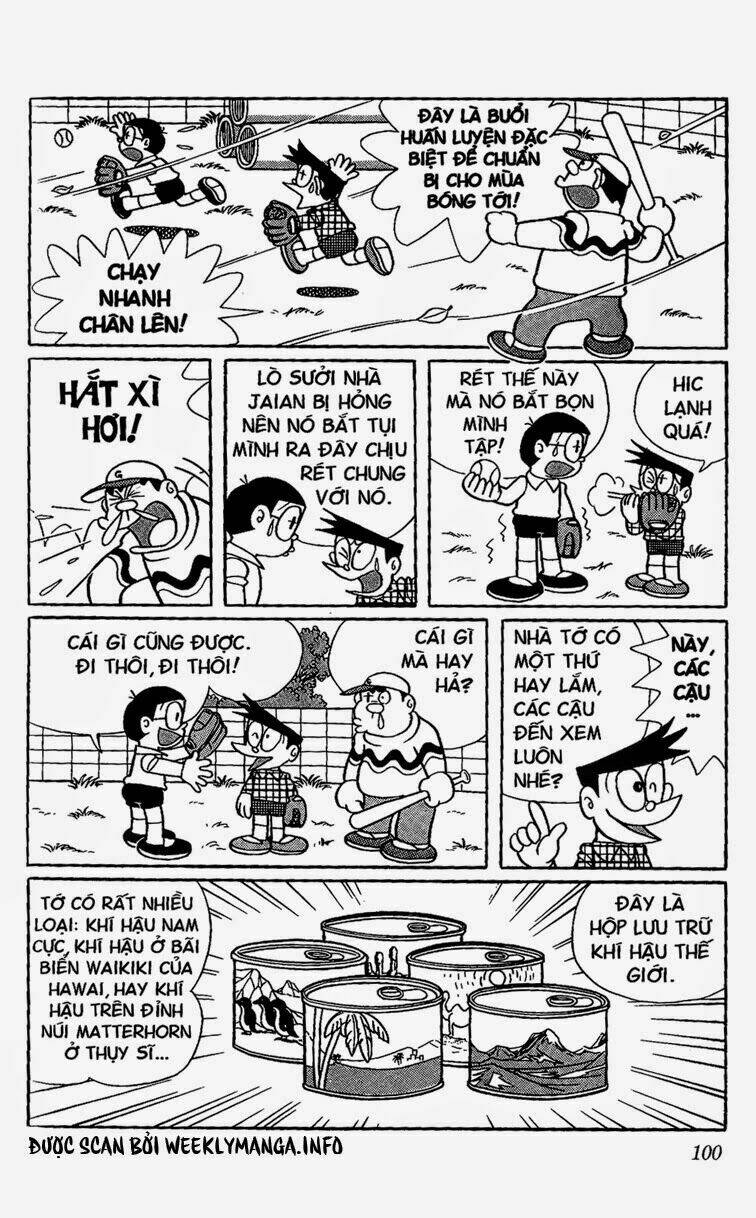 ĐÂY LÀ BUỔI
HUẤN LUYỆN ĐẶC
BIỆT ĐỂ CHUẨN
BỊ CHO MÙA
BÓNG TỚI!
CHẠY
NHANH
CHÂN LÊN!
RÉT THẾ NÀY
MÀ NÓ BẮT BỌN
MÌNH
TẬP!
HIC
LẠNH
QUÁ!
LÒ SƯỞI NHÀ
JAIAN BỊ HỎNG
NÊN NÓ BẮT TỤI
MÌNH RA ĐÂY CHỊU
RÉT CHUNG
VỚI NÓ.
HẮT XÌ
HƠI!
G
NÀY,
CÁC
CẬU
...
NHÀ TỚ CÓ
MỘT THỨ
HAY LẮM,
CÁC CẬU
ĐẾN XEM
LUÔN
NHÉ?
CÁI GÌ
MÀ HAY
HẢ?
CÁI GÌ CŨNG ĐƯỢC.
ĐI THÔI, ĐI THÔI!
ĐÂY LÀ
HỘP LƯU TRỮ
KHÍ HẬU THẾ
GIỚI.
TỚ CÓ RẤT NHIỀU
LOẠI: KHÍ HẬU NAM
CỰC, KHÍ HẬU Ở BÃI
BIỂN WAIKIKI CỦA
HAWAI, HAY KHÍ
HẬU TRÊN ĐỈNH
NÚI MATTERHORN
Ở THỤY SĨ...
ĐƯỢC SCAN BỞI WEEKLYMANGA.INFO
100